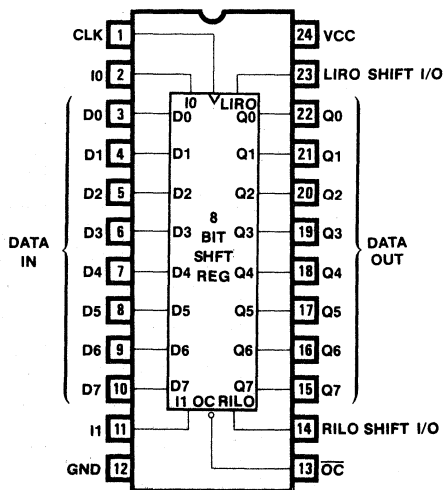 CLK 1 24 VCC
I0 2 23 LIRO SHIFT I/O
I0 LIRO
D0 3 D0 Q0 22 Q0
D1 4 D1 Q1 21 Q1
D2 5 D2 Q2 20 Q2
D3 6 D3 8 Q3 19 Q3
BIT
DATA IN
SHFT
DATA OUT
D4 7 D4 REG Q4 18 Q4
D5 8 D5 Q5 17 Q5
D6 9 D6 Q6 16 Q6
D7 10 D7 Q7 15 Q7
I1 OC RILO
I1 11 14 RILO SHIFT I/O
GND 12 13 OC